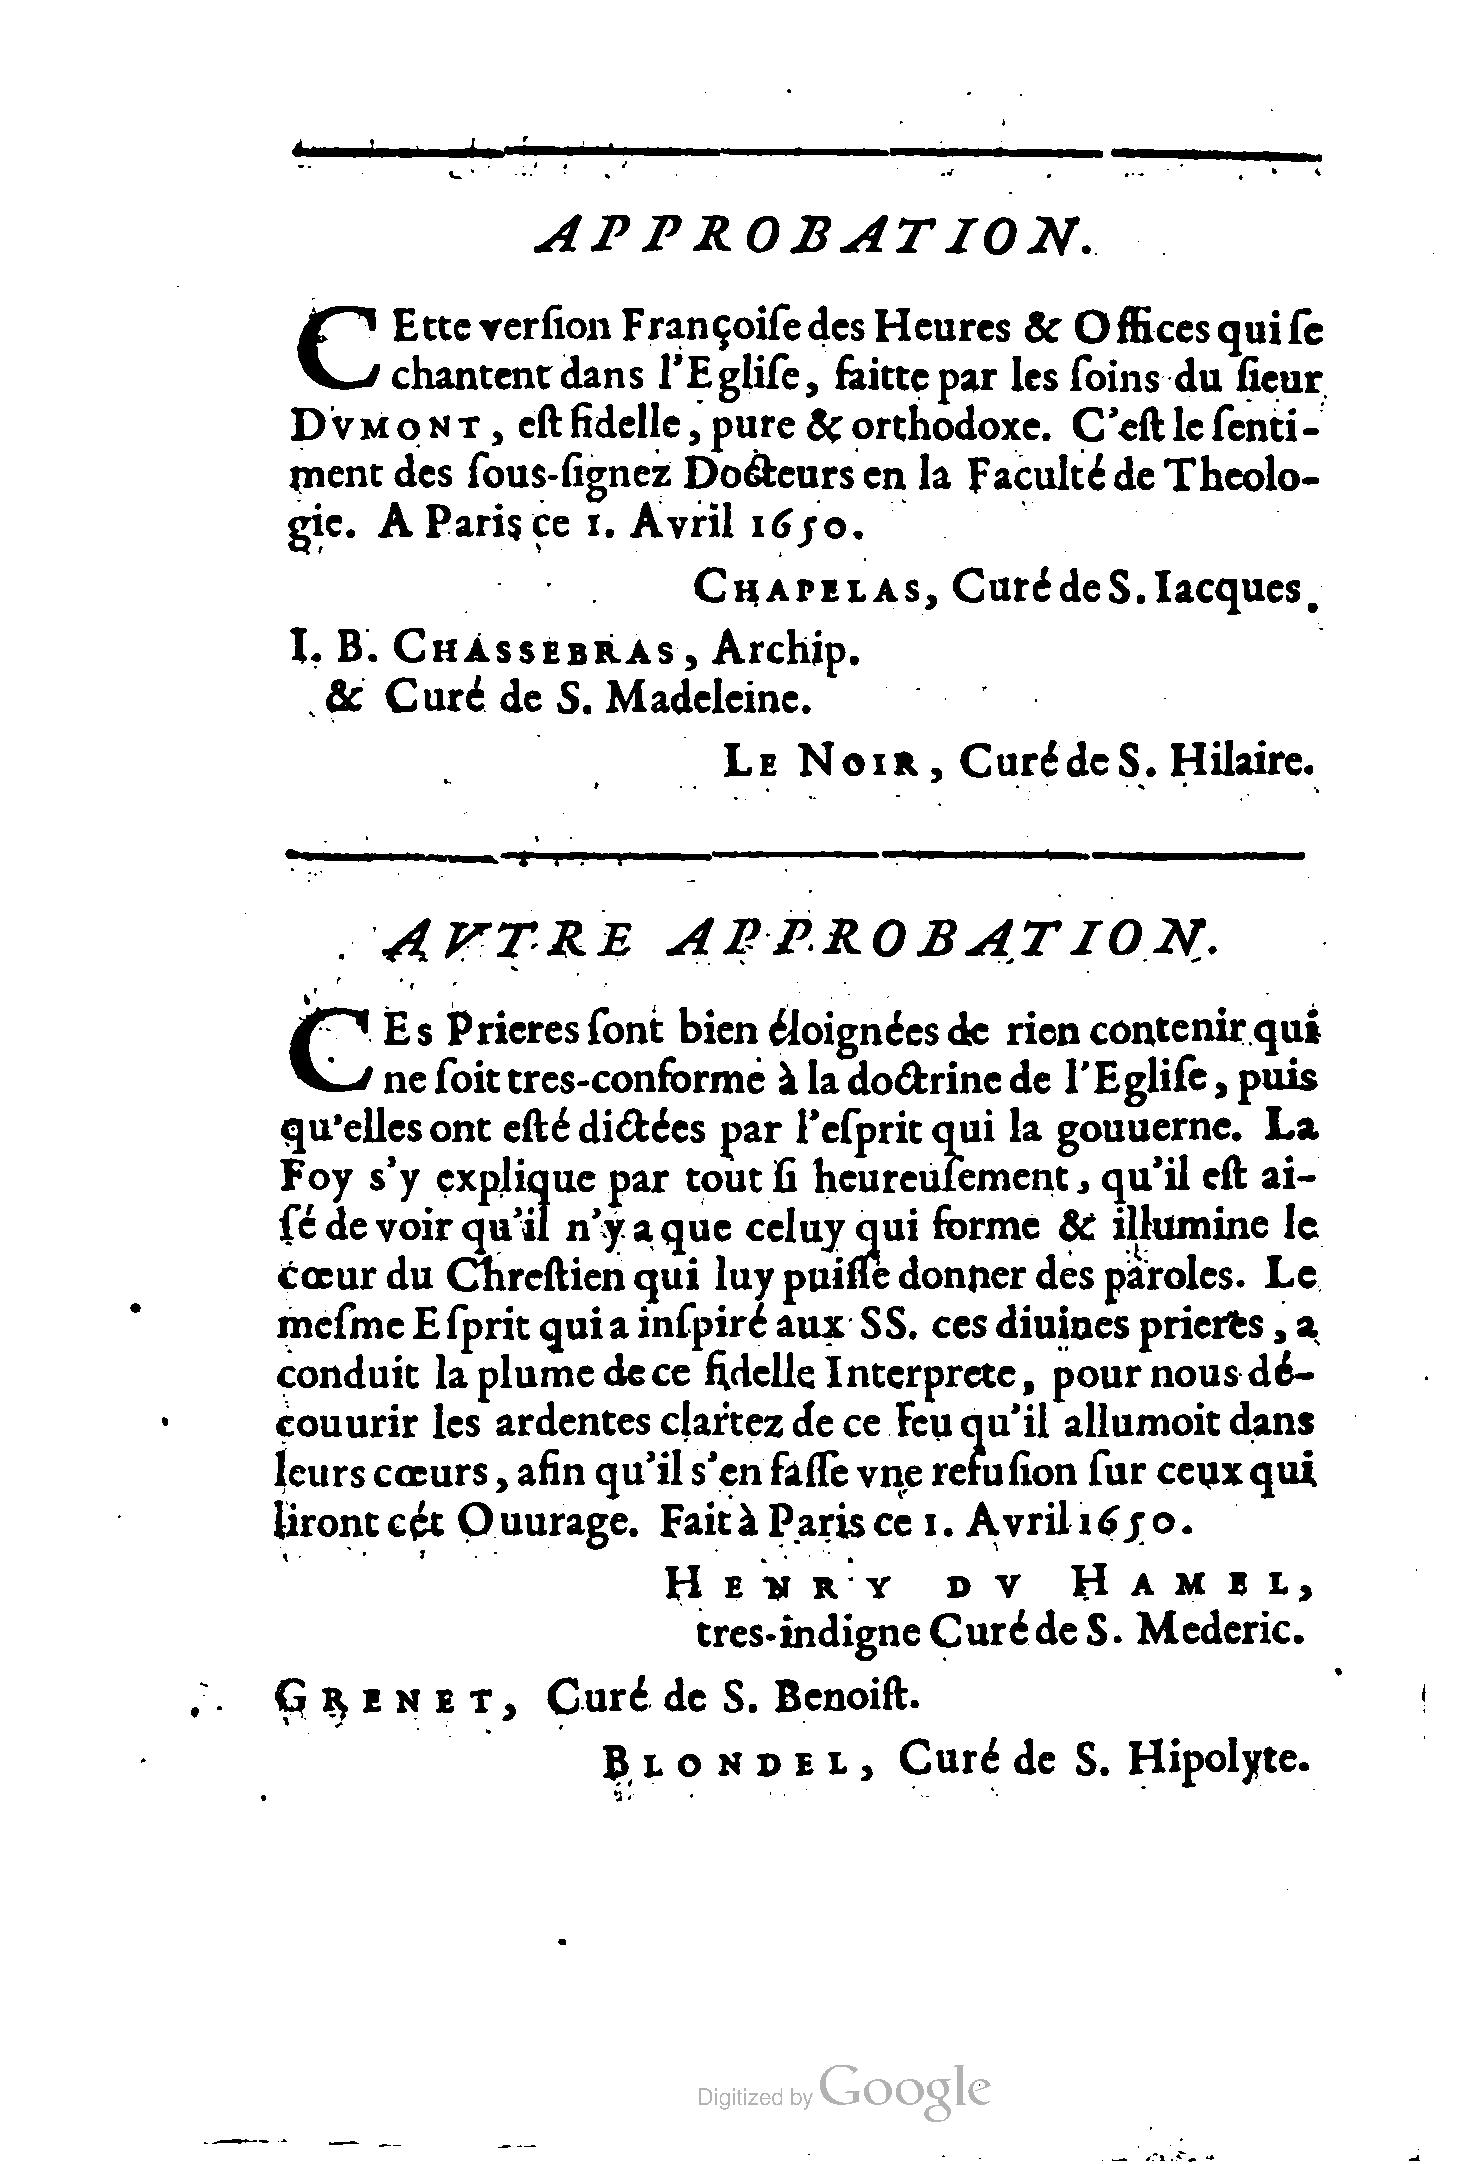 APPROBATION.
CEtte verſion Françoiſe des Heures & Offices qui ſe
chantent dans l'Egliſe, faitte par les ſoins du ſieur
DVMONT, eſt fidelle, pure & orthodoxe. C'eſt le ſenti-
ment des ſous-ſignez Docteurs en la Faculté de Theolo-
gie. A Paris ce 1. Avril 1650.
CHAPELAS, Curé de S. Iacques.
I. B. CHASSEBRAS, Archip.
& Curé de S. Madeleine.
LE NOIR, Curé de S. Hilaire.
AVTRE APPROBATION.
CEs Prieres ſont bien éloignées de rien contenir qui
ne ſoit tres-conforme à la doctrine de l'Egliſe, puis
qu'elles ont eſté dictées par l'eſprit qui la gouuerne. La
Foy s'y explique par tout ſi heureuſement, qu'il eſt ai-
ſé de voir qu'il n'y a que celuy qui forme & illumine le
cœur du Chreſtien qui luy puiſſe donner des paroles. Le
meſme Eſprit qui a inſpiré aux SS. ces diuines prieres, a
conduit la plume de ce fidelle Interprete, pour nous dé-
couurir les ardentes clartez de ce Feu qu'il allumoit dans
leurs cœurs, afin qu'il s'en faſſe vne refuſion ſur ceux qui
liront cét Ouurage. Fait à Paris ce 1. Avril 1650.
HENRY DV HAMEL,
tres-indigne Curé de S. Mederic.
GRENET, Curé de S. Benoiſt.
BLONDEL, Curé de S. Hipolyte.
Digitized by Google